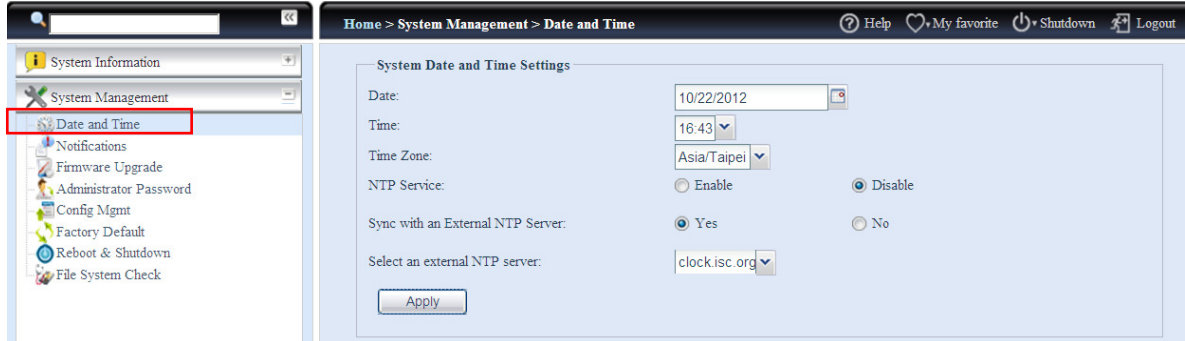 Home > System Management > Date and Time
Help
My favorite
Shutdown
Logout
System Information
System Management
Date and Time
Notifications
Firmware Upgrade
Administrator Password
Config Mgmt
Factory Default
Reboot & Shutdown
File System Check
System Date and Time Settings
Date: 10/22/2012
Time: 16:43
Time Zone: Asia/Taipei
NTP Service: Enable Disable
Sync with an External NTP Server: Yes No
Select an external NTP server: clock.isc.org
Apply